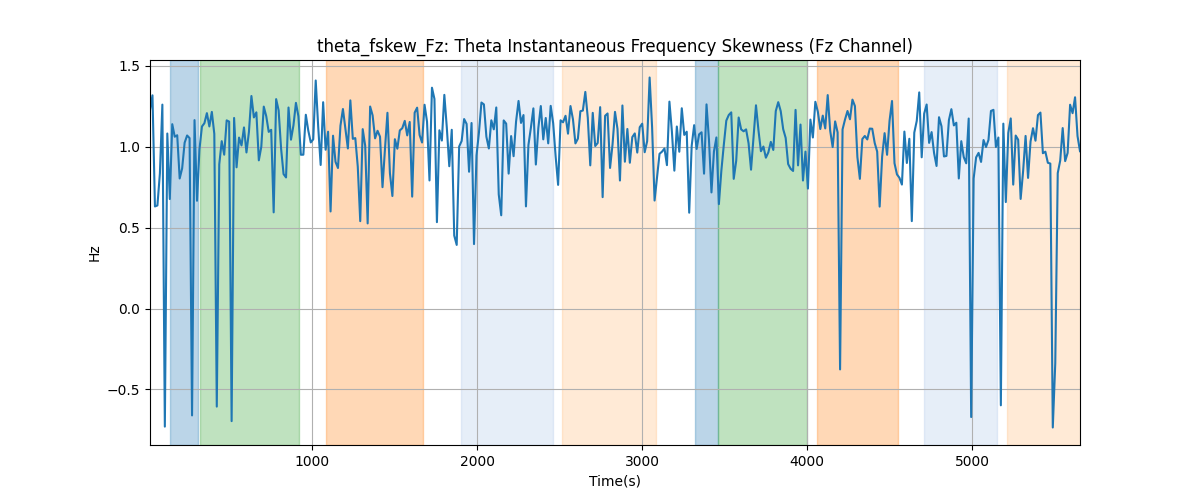 theta_fskew_Fz: Theta Instantaneous Frequency Skewness (Fz Channel)
1.5
1.0
0.5
0.0
−0.5
Hz
1000 2000 3000 4000 5000
Time(s)